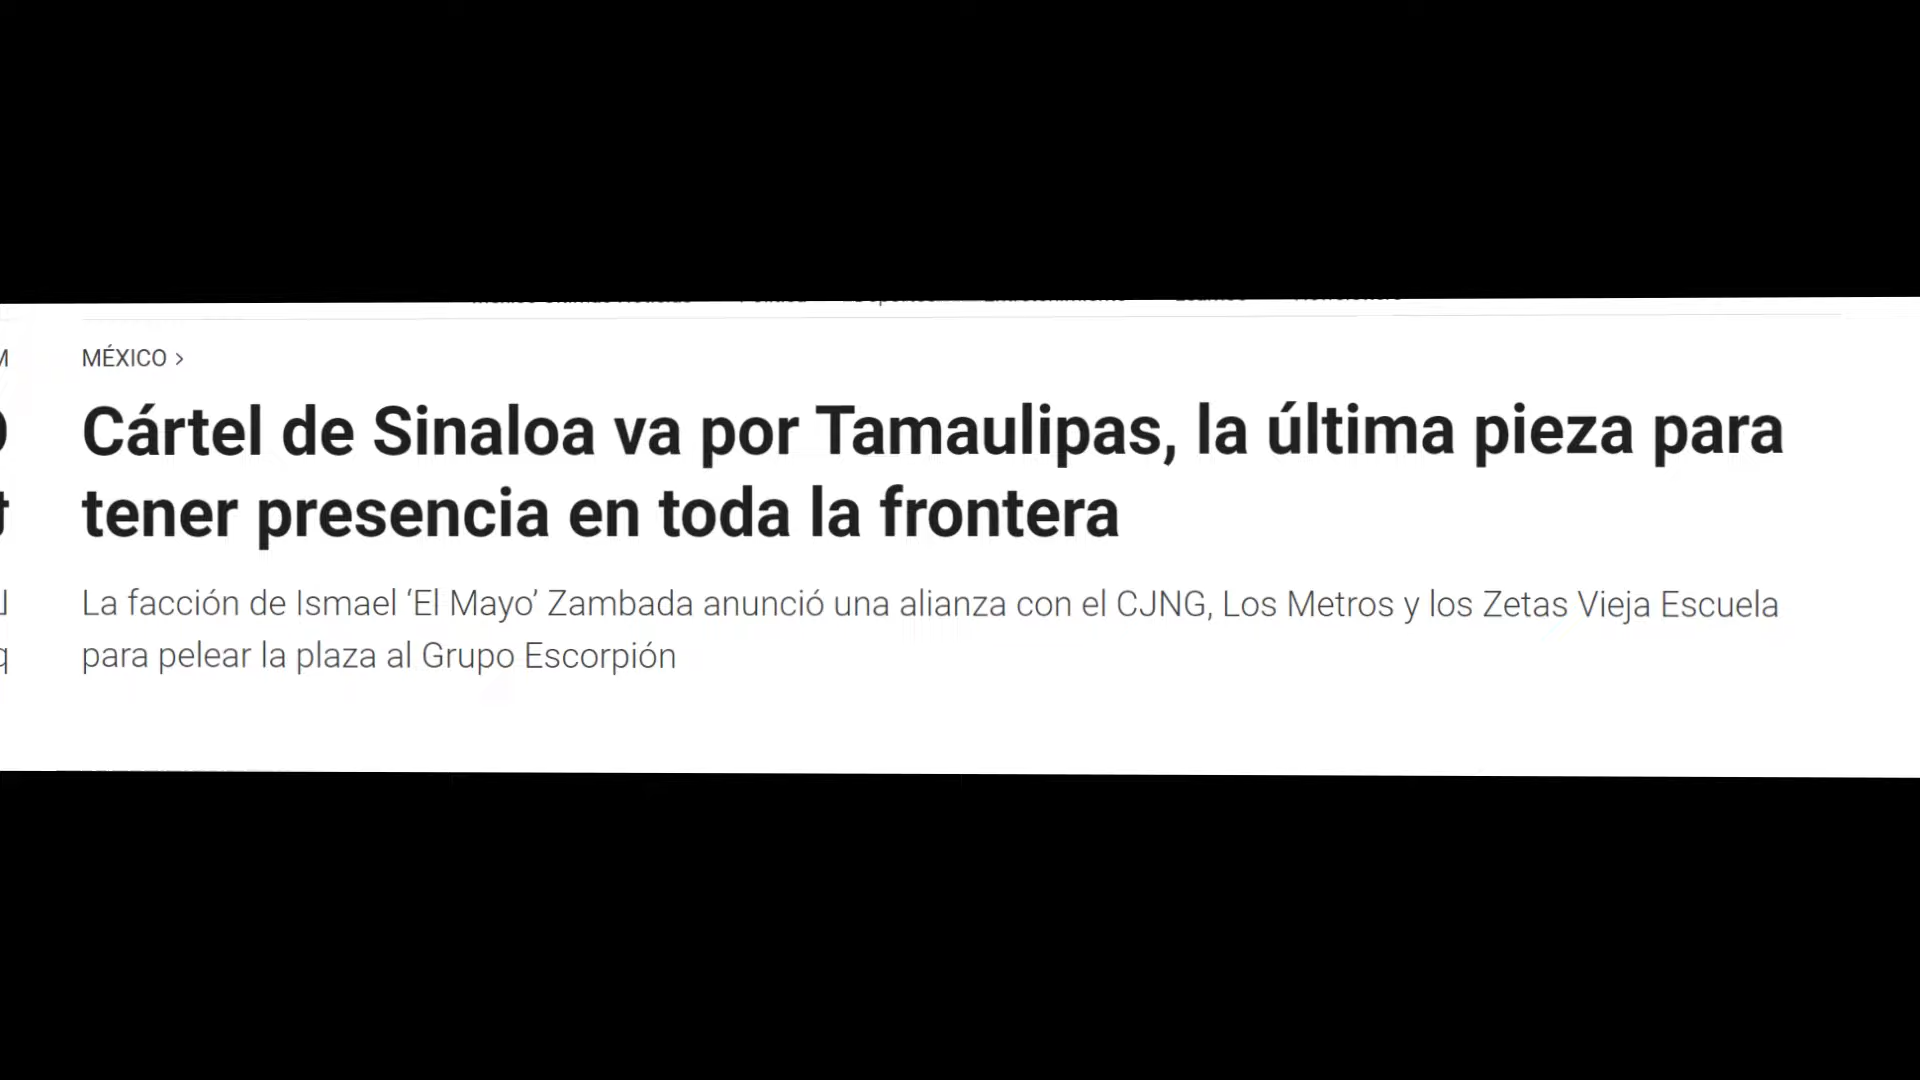 MÉXICO >
Cártel de Sinaloa va por Tamaulipas, la última pieza para
tener presencia en toda la frontera
La facción de Ismael ‘El Mayo’ Zambada anunció una alianza con el CJNG, Los Metros y los Zetas Vieja Escuela
para pelear la plaza al Grupo Escorpión